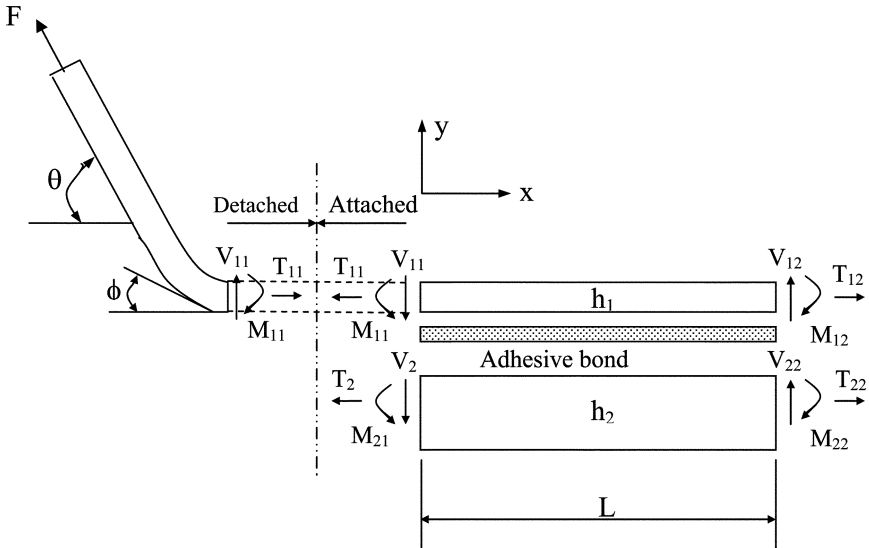 F
y
θ
x
Detached
Attached
V₁₁
T₁₁
T₁₁
V₁₁
V₁₂
T₁₂
ϕ
h₁
M₁₁
M₁₁
M₁₂
V₂
Adhesive bond
V₂₂
T₂
T₂₂
h₂
M₂₁
M₂₂
L